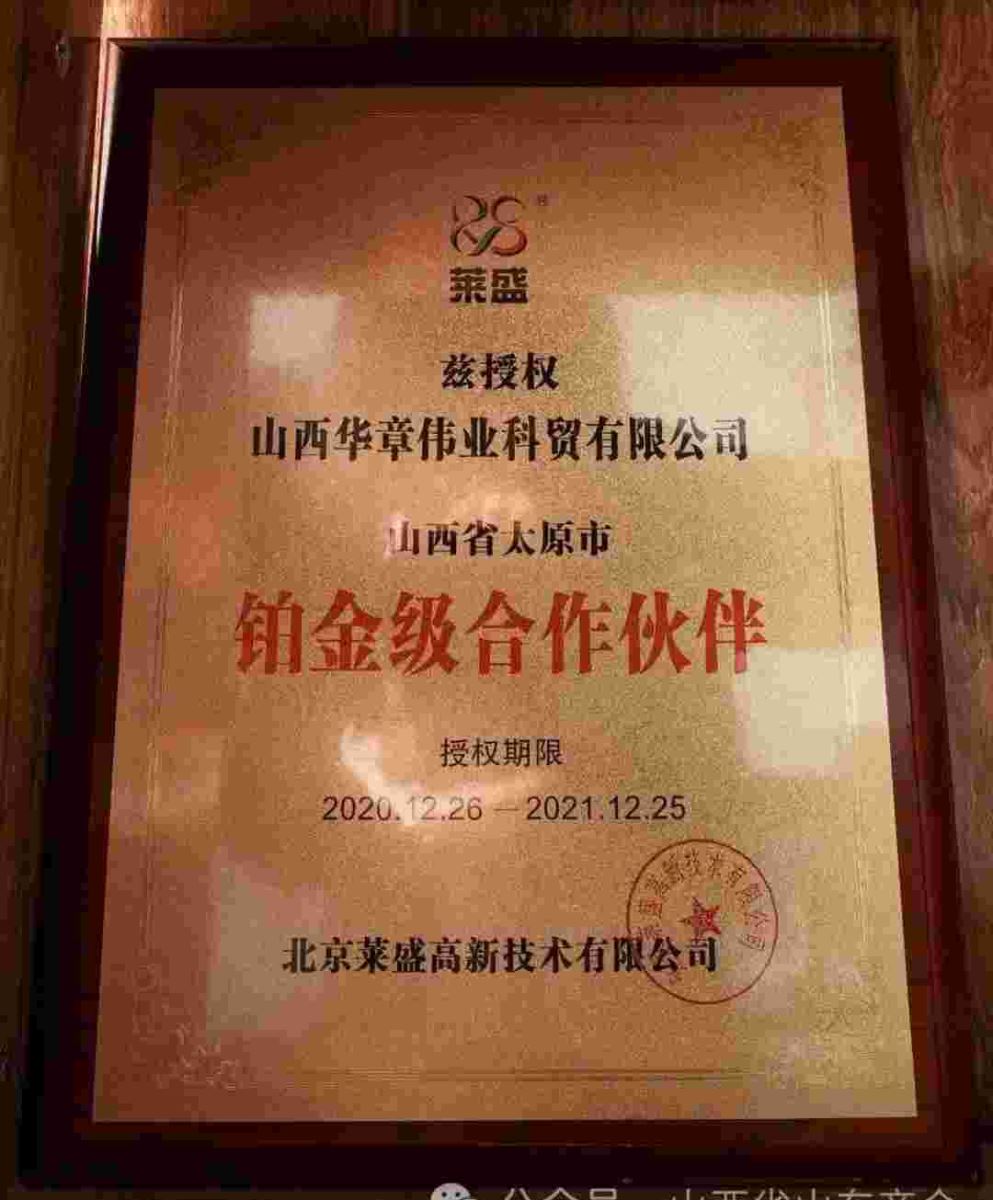 莱盛
兹授权
山西华章伟业科贸有限公司
山西省太原市
铂金级合作伙伴
授权期限
2020.12.26－2021.12.25
北京莱盛高新技术有限公司